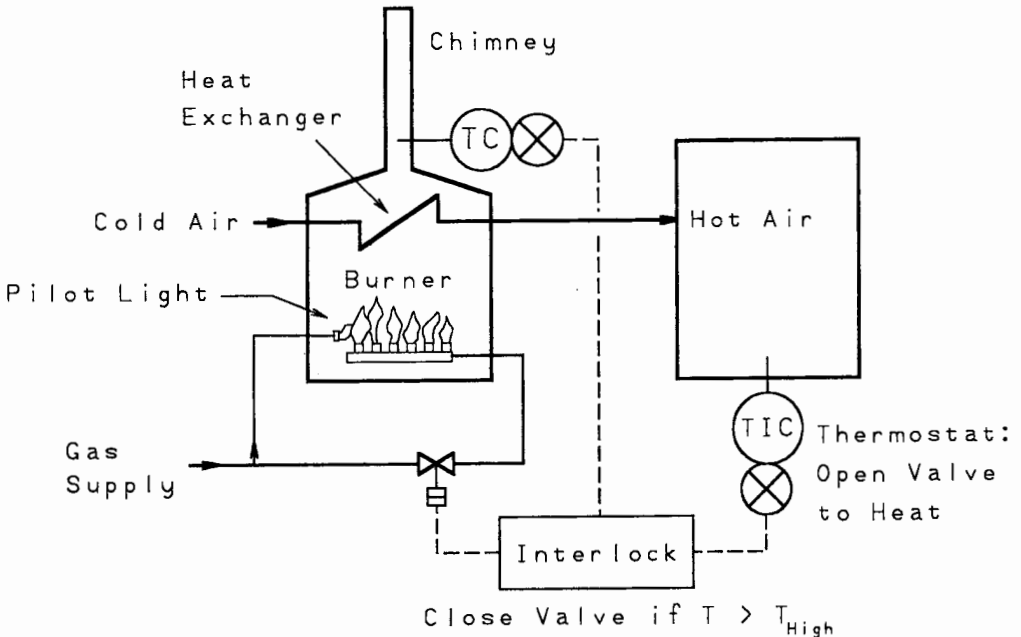 Chimney
Heat
Exchanger
TC
Cold Air
Hot Air
Burner
Pilot Light
TIC
Thermostat:
Open Valve
to Heat
Gas
Supply
Interlock
Close Valve if T > T High